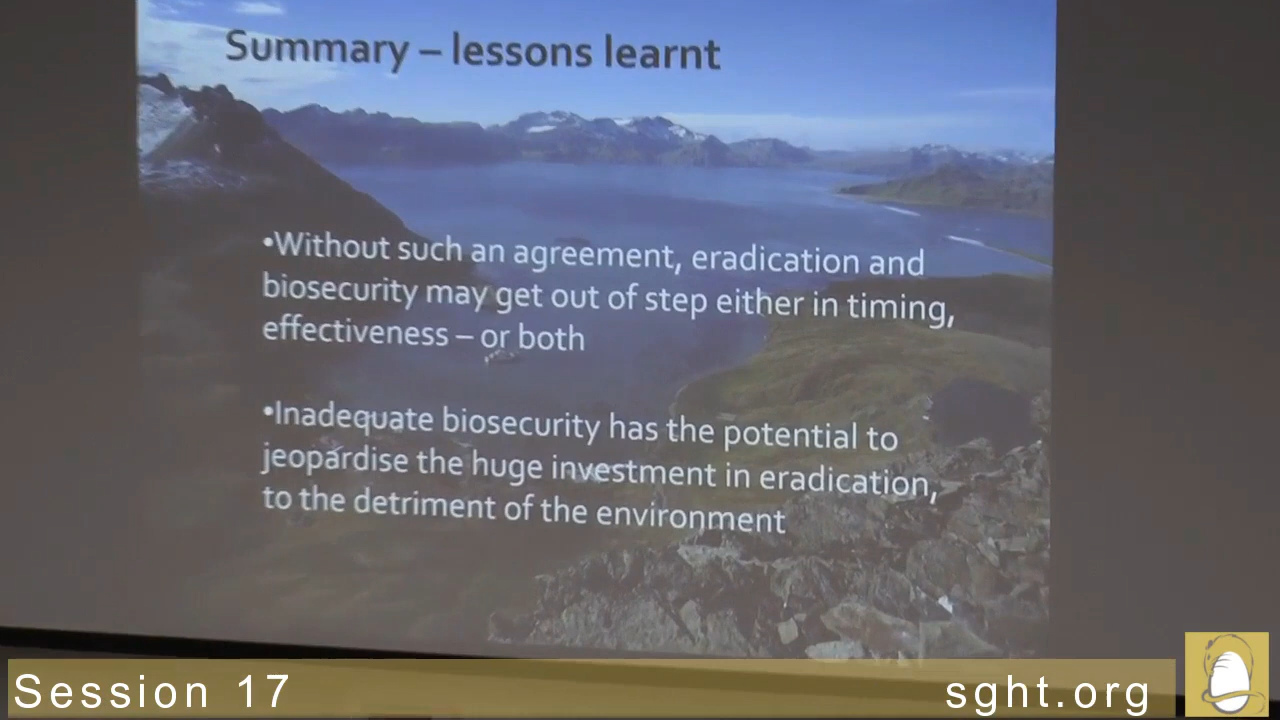 Summary – lessons learnt
•Without such an agreement, eradication and
biosecurity may get out of step either in timing,
effectiveness – or both
•Inadequate biosecurity has the potential to
jeopardise the huge investment in eradication,
to the detriment of the environment
Session 17
sght.org